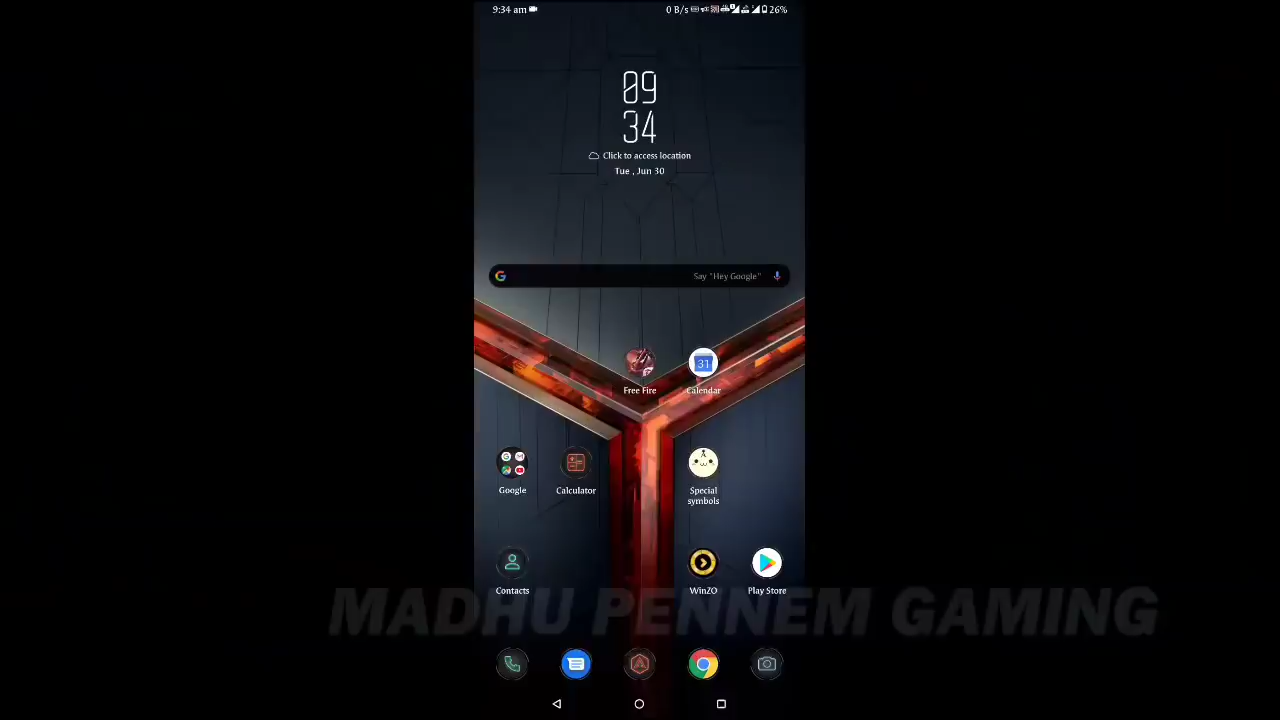 9:34 am 0 B/s 26%
09
34
Click to access location
Tue , Jun 30
Say "Hey Google"
31
Free Fire Calendar
Google Calculator Special symbols
Contacts WinZO Play Store
MADHU PENNEM GAMING